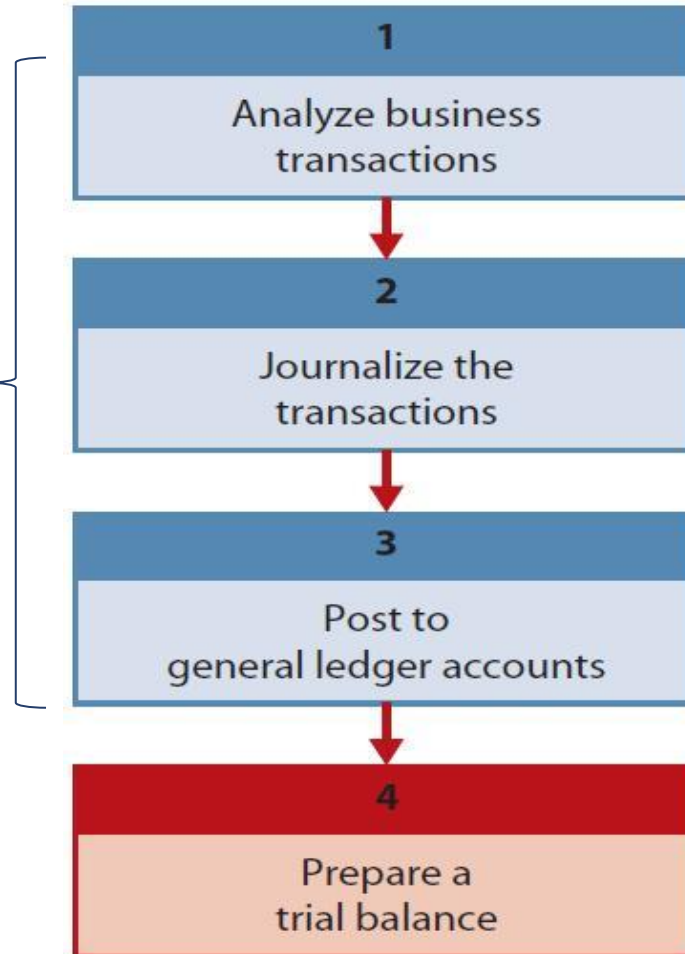 1
Analyze business
transactions
2
Journalize the
transactions
3
Post to
general ledger accounts
4
Prepare a
trial balance